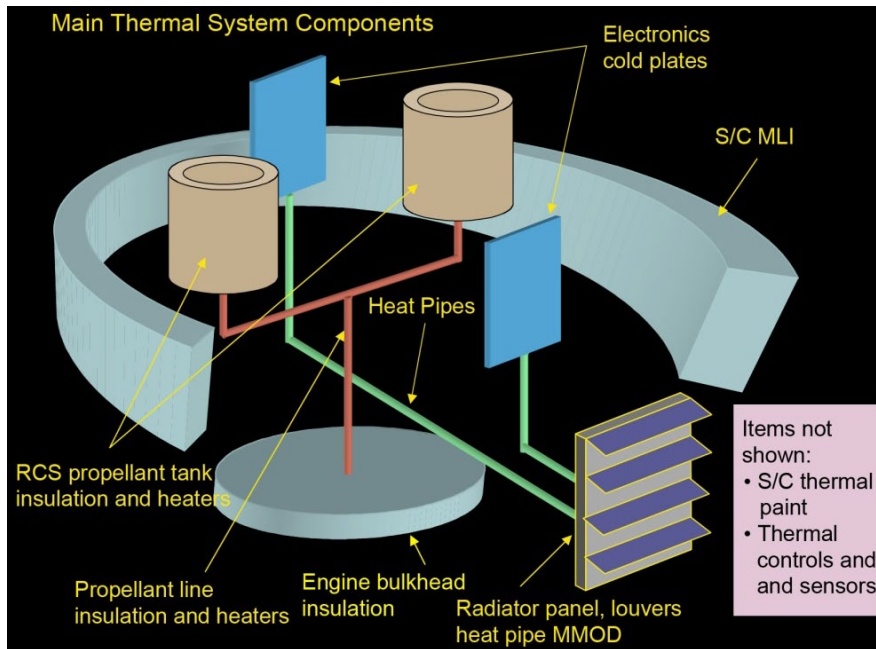 Main Thermal System Components
Electronics
cold plates
S/C MLI
Heat Pipes
RCS propellant tank
insulation and heaters
Propellant line
insulation and heaters
Engine bulkhead
insulation
Radiator panel, louvers
heat pipe MMOD
Items not
shown:
• S/C thermal
paint
• Thermal
controls and
and sensors